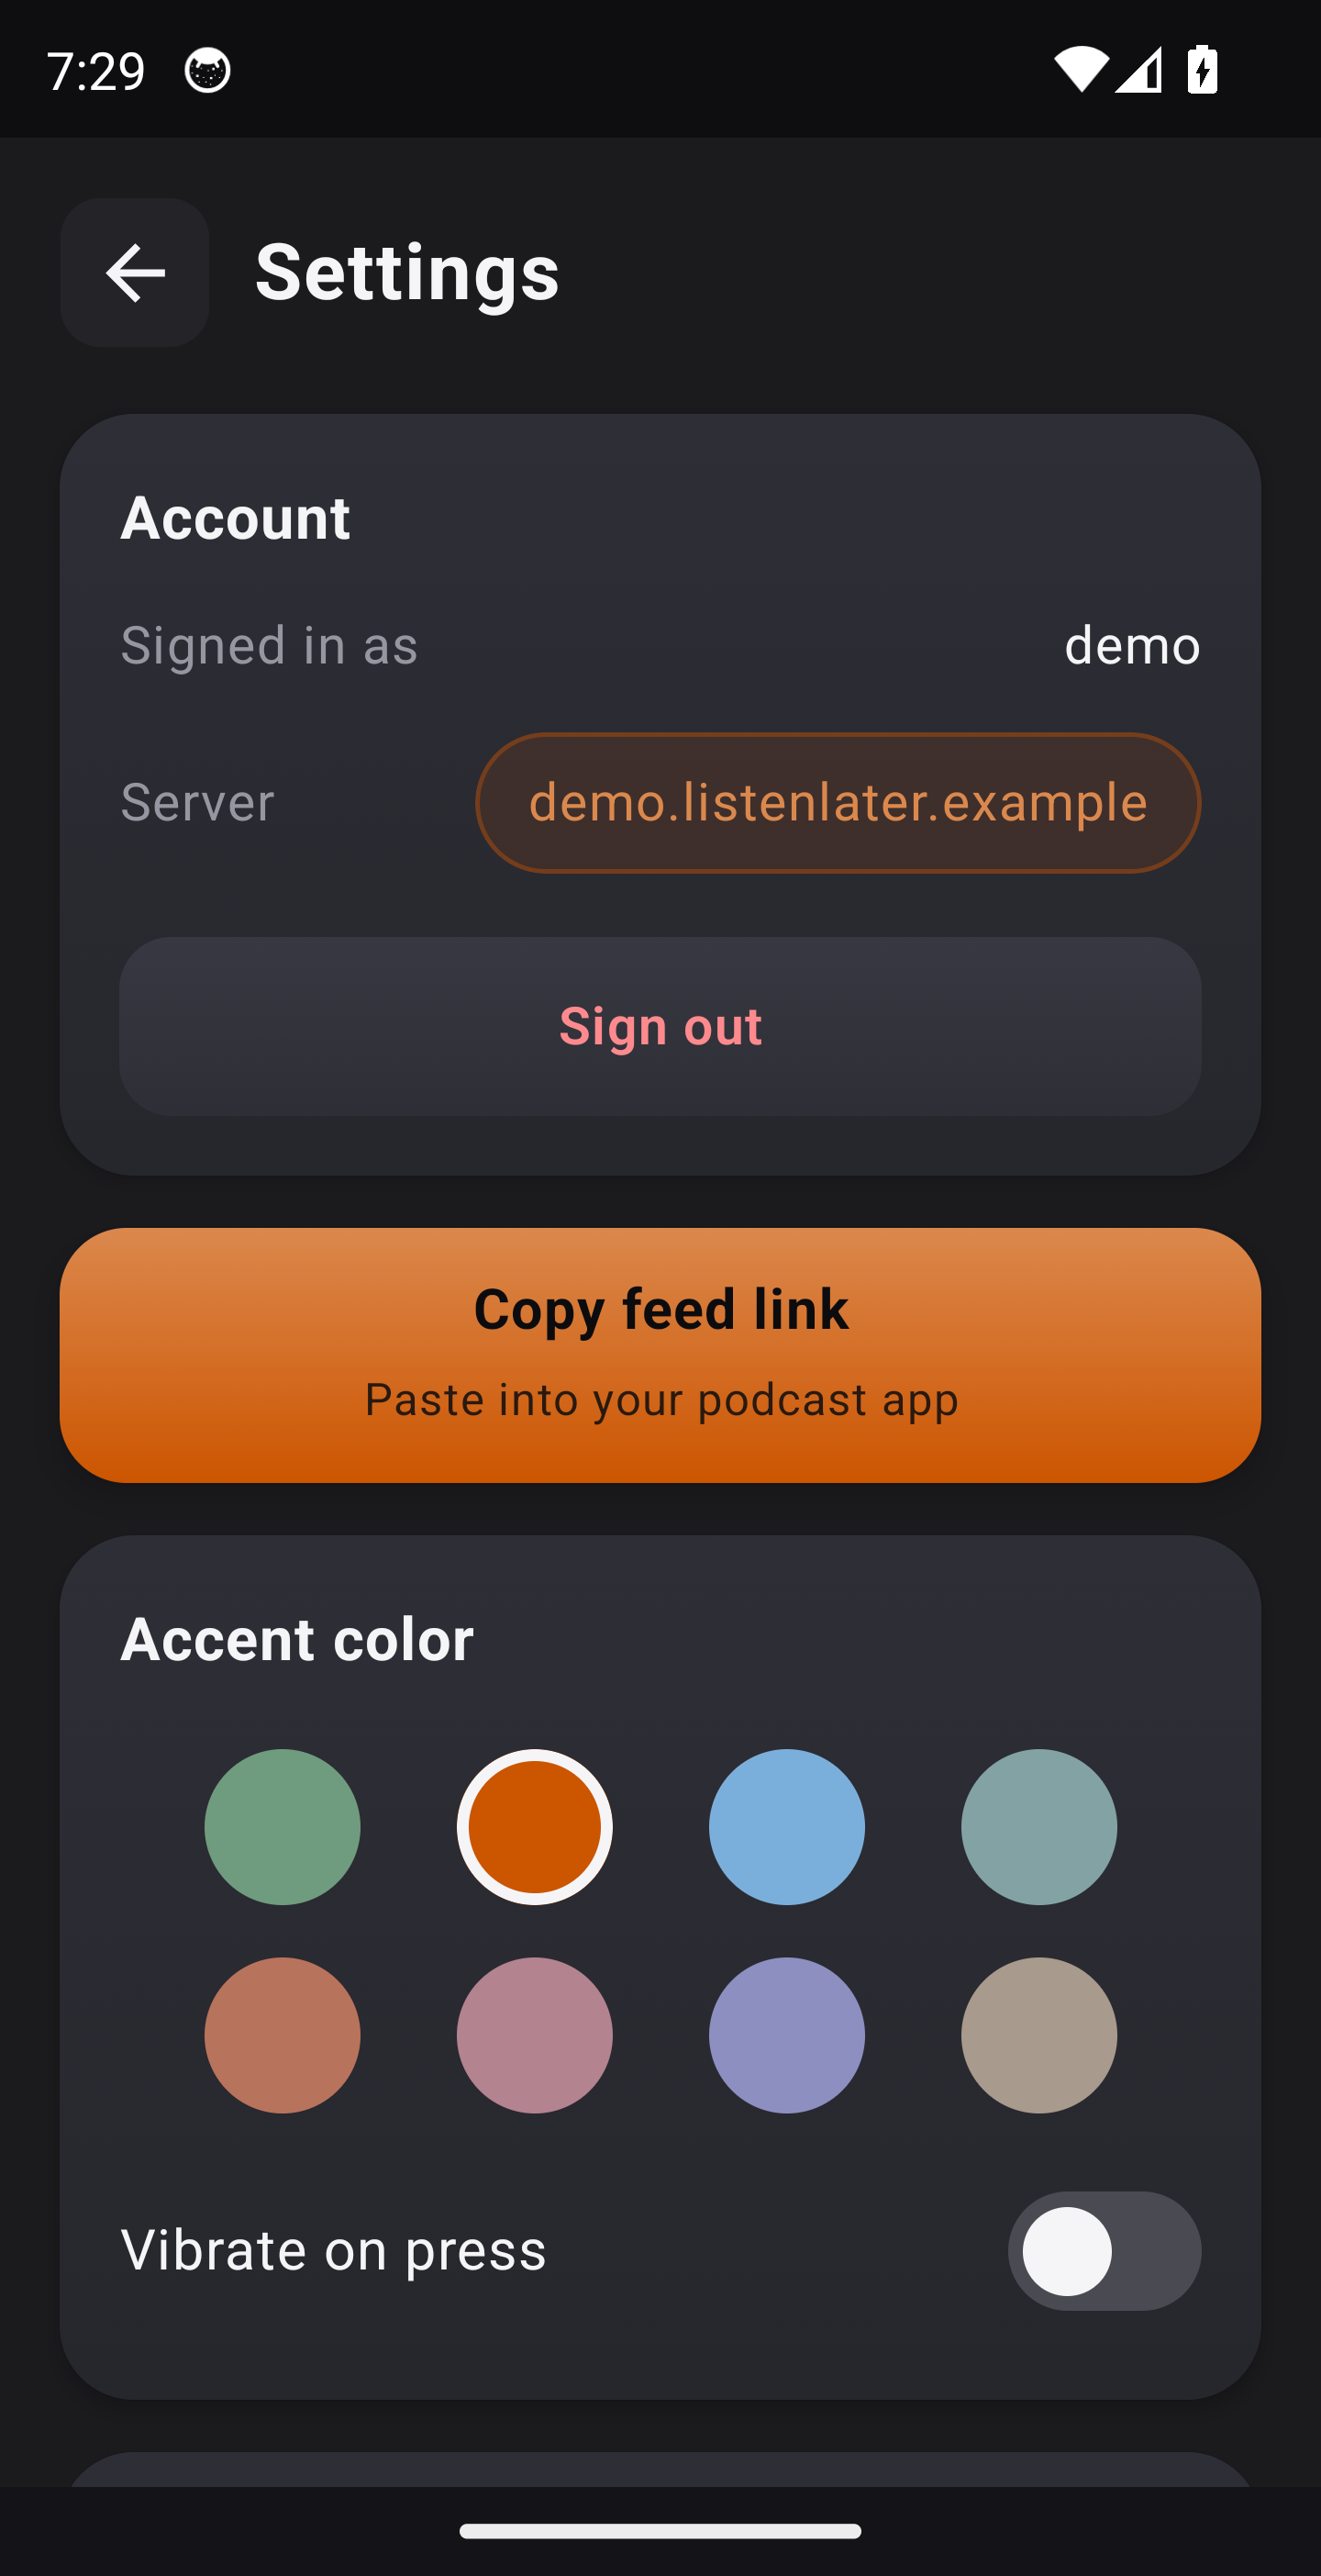 7:29
Settings
Account
Signed in as demo
Server demo.listenlater.example
Sign out
Copy feed link
Paste into your podcast app
Accent color
Vibrate on press